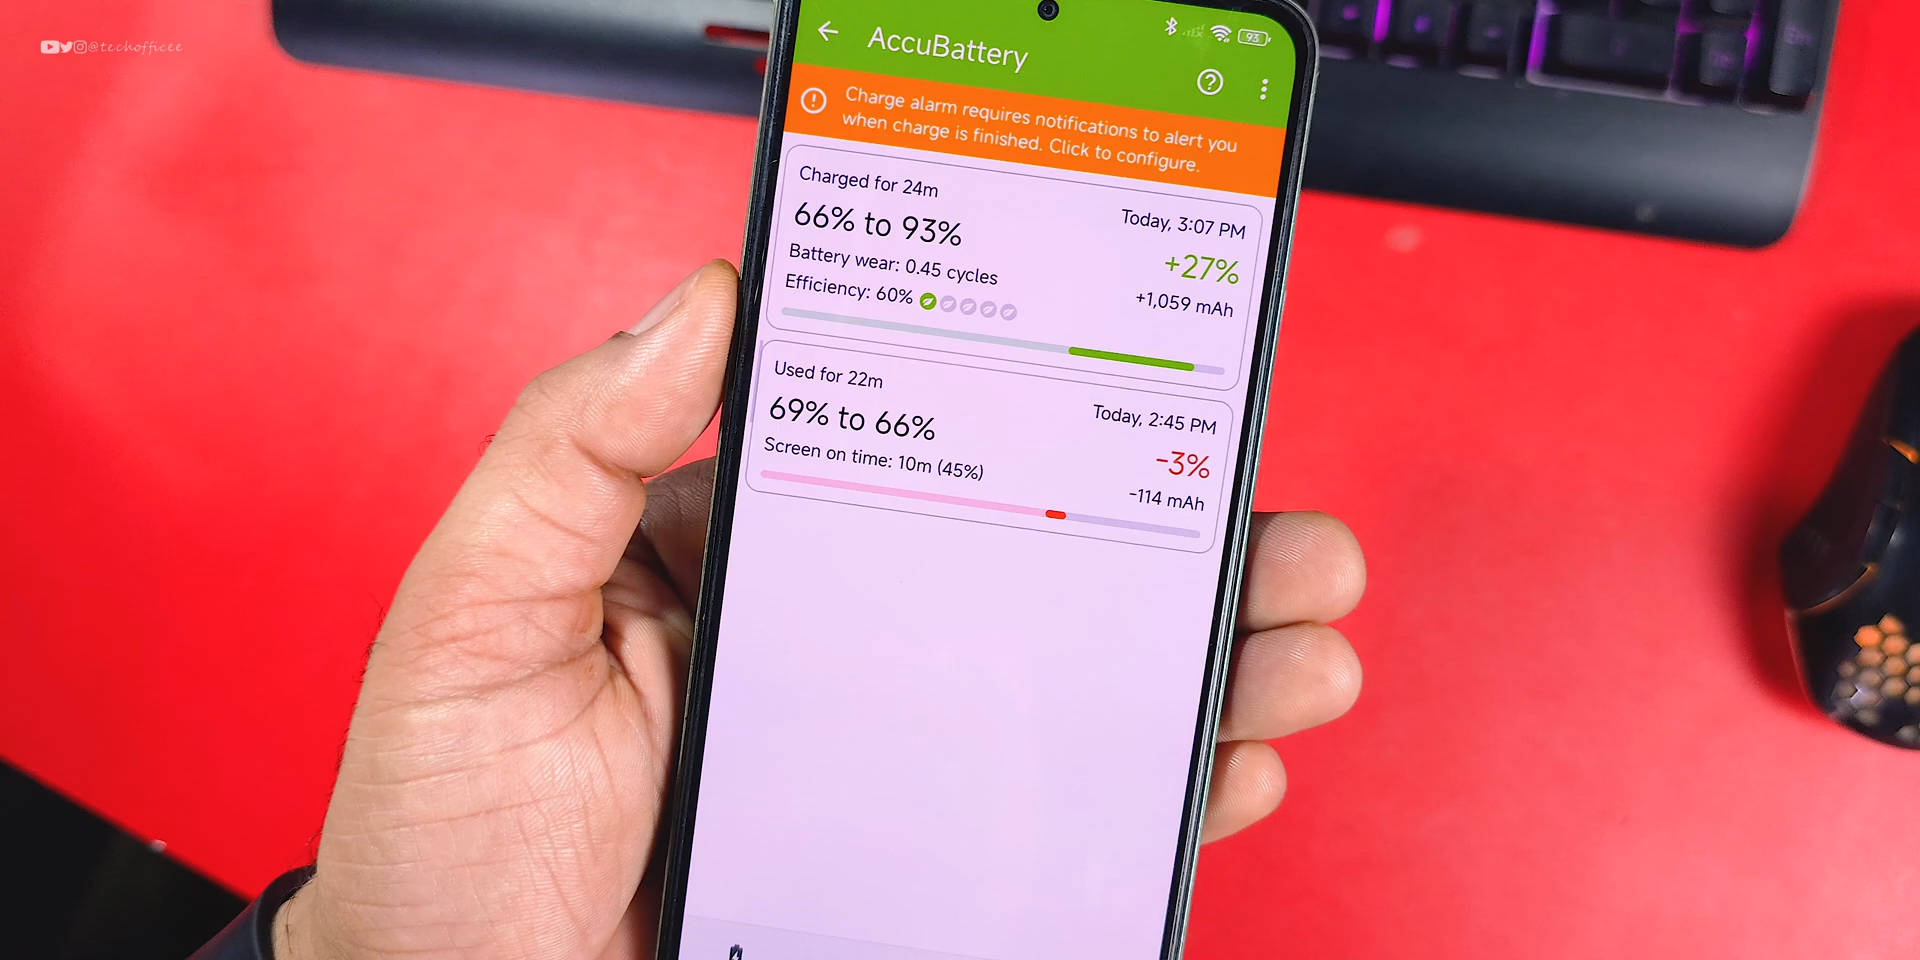 @techofficee
93
AccuBattery
Charge alarm requires notifications to alert you
when charge is finished. Click to configure.
Charged for 24m
Today, 3:07 PM
66% to 93%
+27%
Battery wear: 0.45 cycles
+1,059 mAh
Efficiency: 60%
Used for 22m
Today, 2:45 PM
69% to 66%
-3%
Screen on time: 10m (45%)
-114 mAh